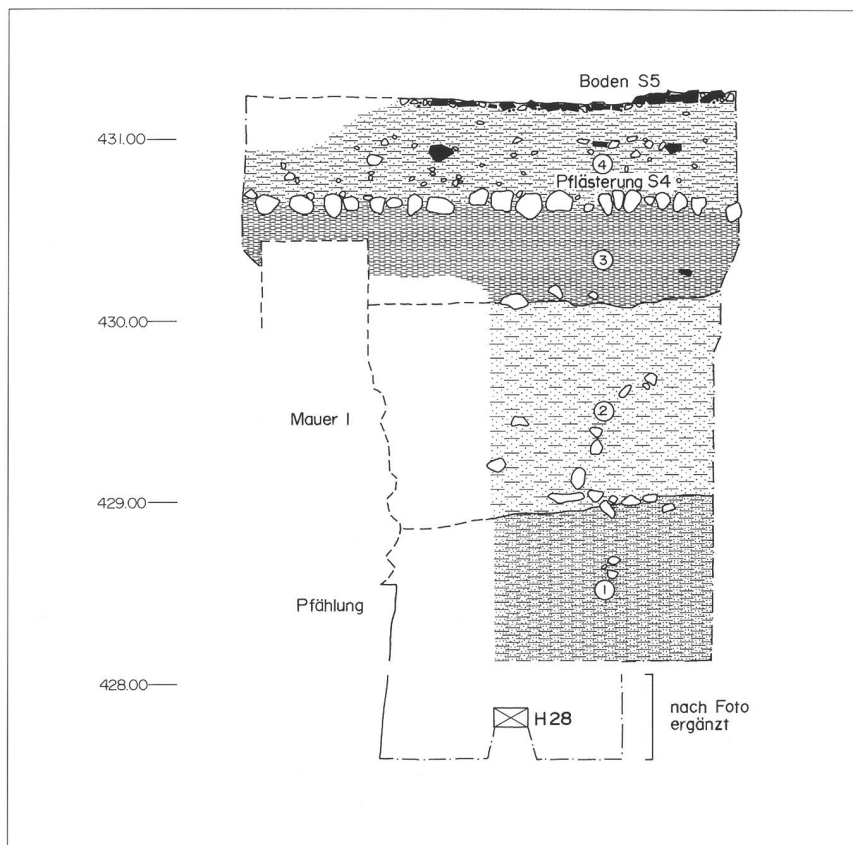 Boden S5
431.00
4
Pflästerung S4
3
430.00
2
Mauer I
429.00
1
Pfählung
428.00
H28
nach Foto
ergänzt